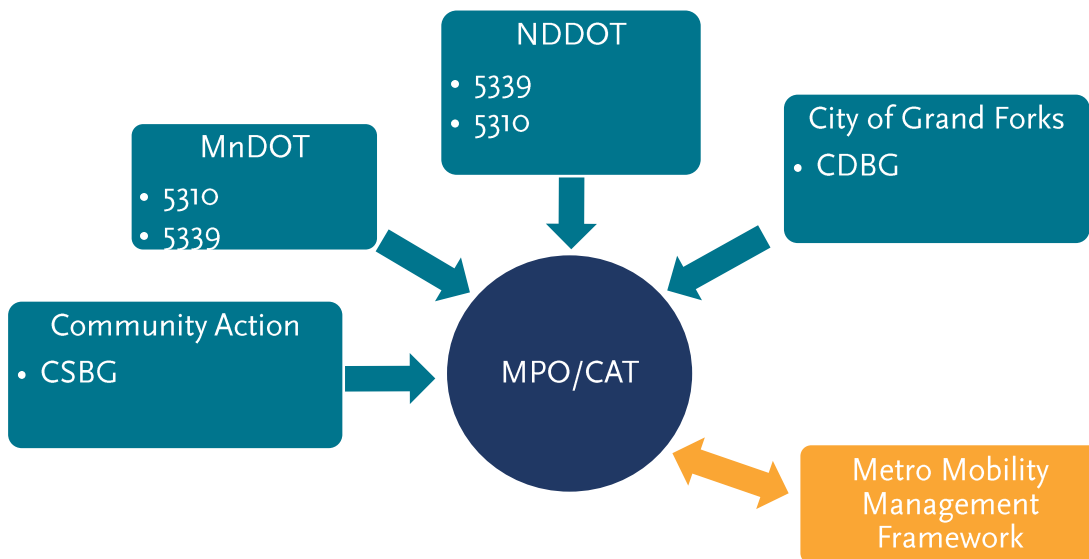 NDDOT
• 5339
• 5310
City of Grand Forks
• CDBG
MnDOT
• 5310
• 5339
Community Action
• CSBG
MPO/CAT
Metro Mobility
Management
Framework